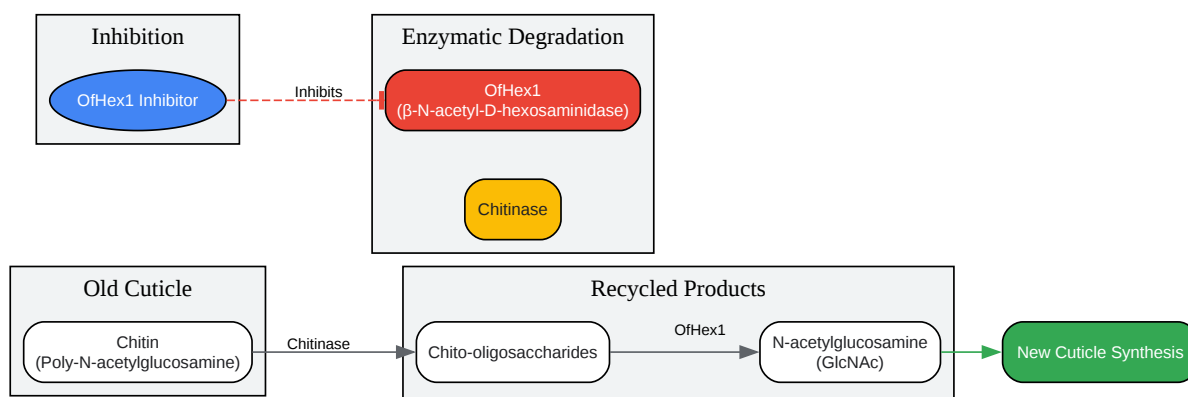 Inhibition
OfHex1 Inhibitor
Inhibits
Enzymatic Degradation
OfHex1
(β-N-acetyl-D-hexosaminidase)
Chitinase
Old Cuticle
Chitin
(Poly-N-acetylglucosamine)
Chitinase
Recycled Products
Chito-oligosaccharides
OfHex1
N-acetylglucosamine
(GlcNAc)
New Cuticle Synthesis